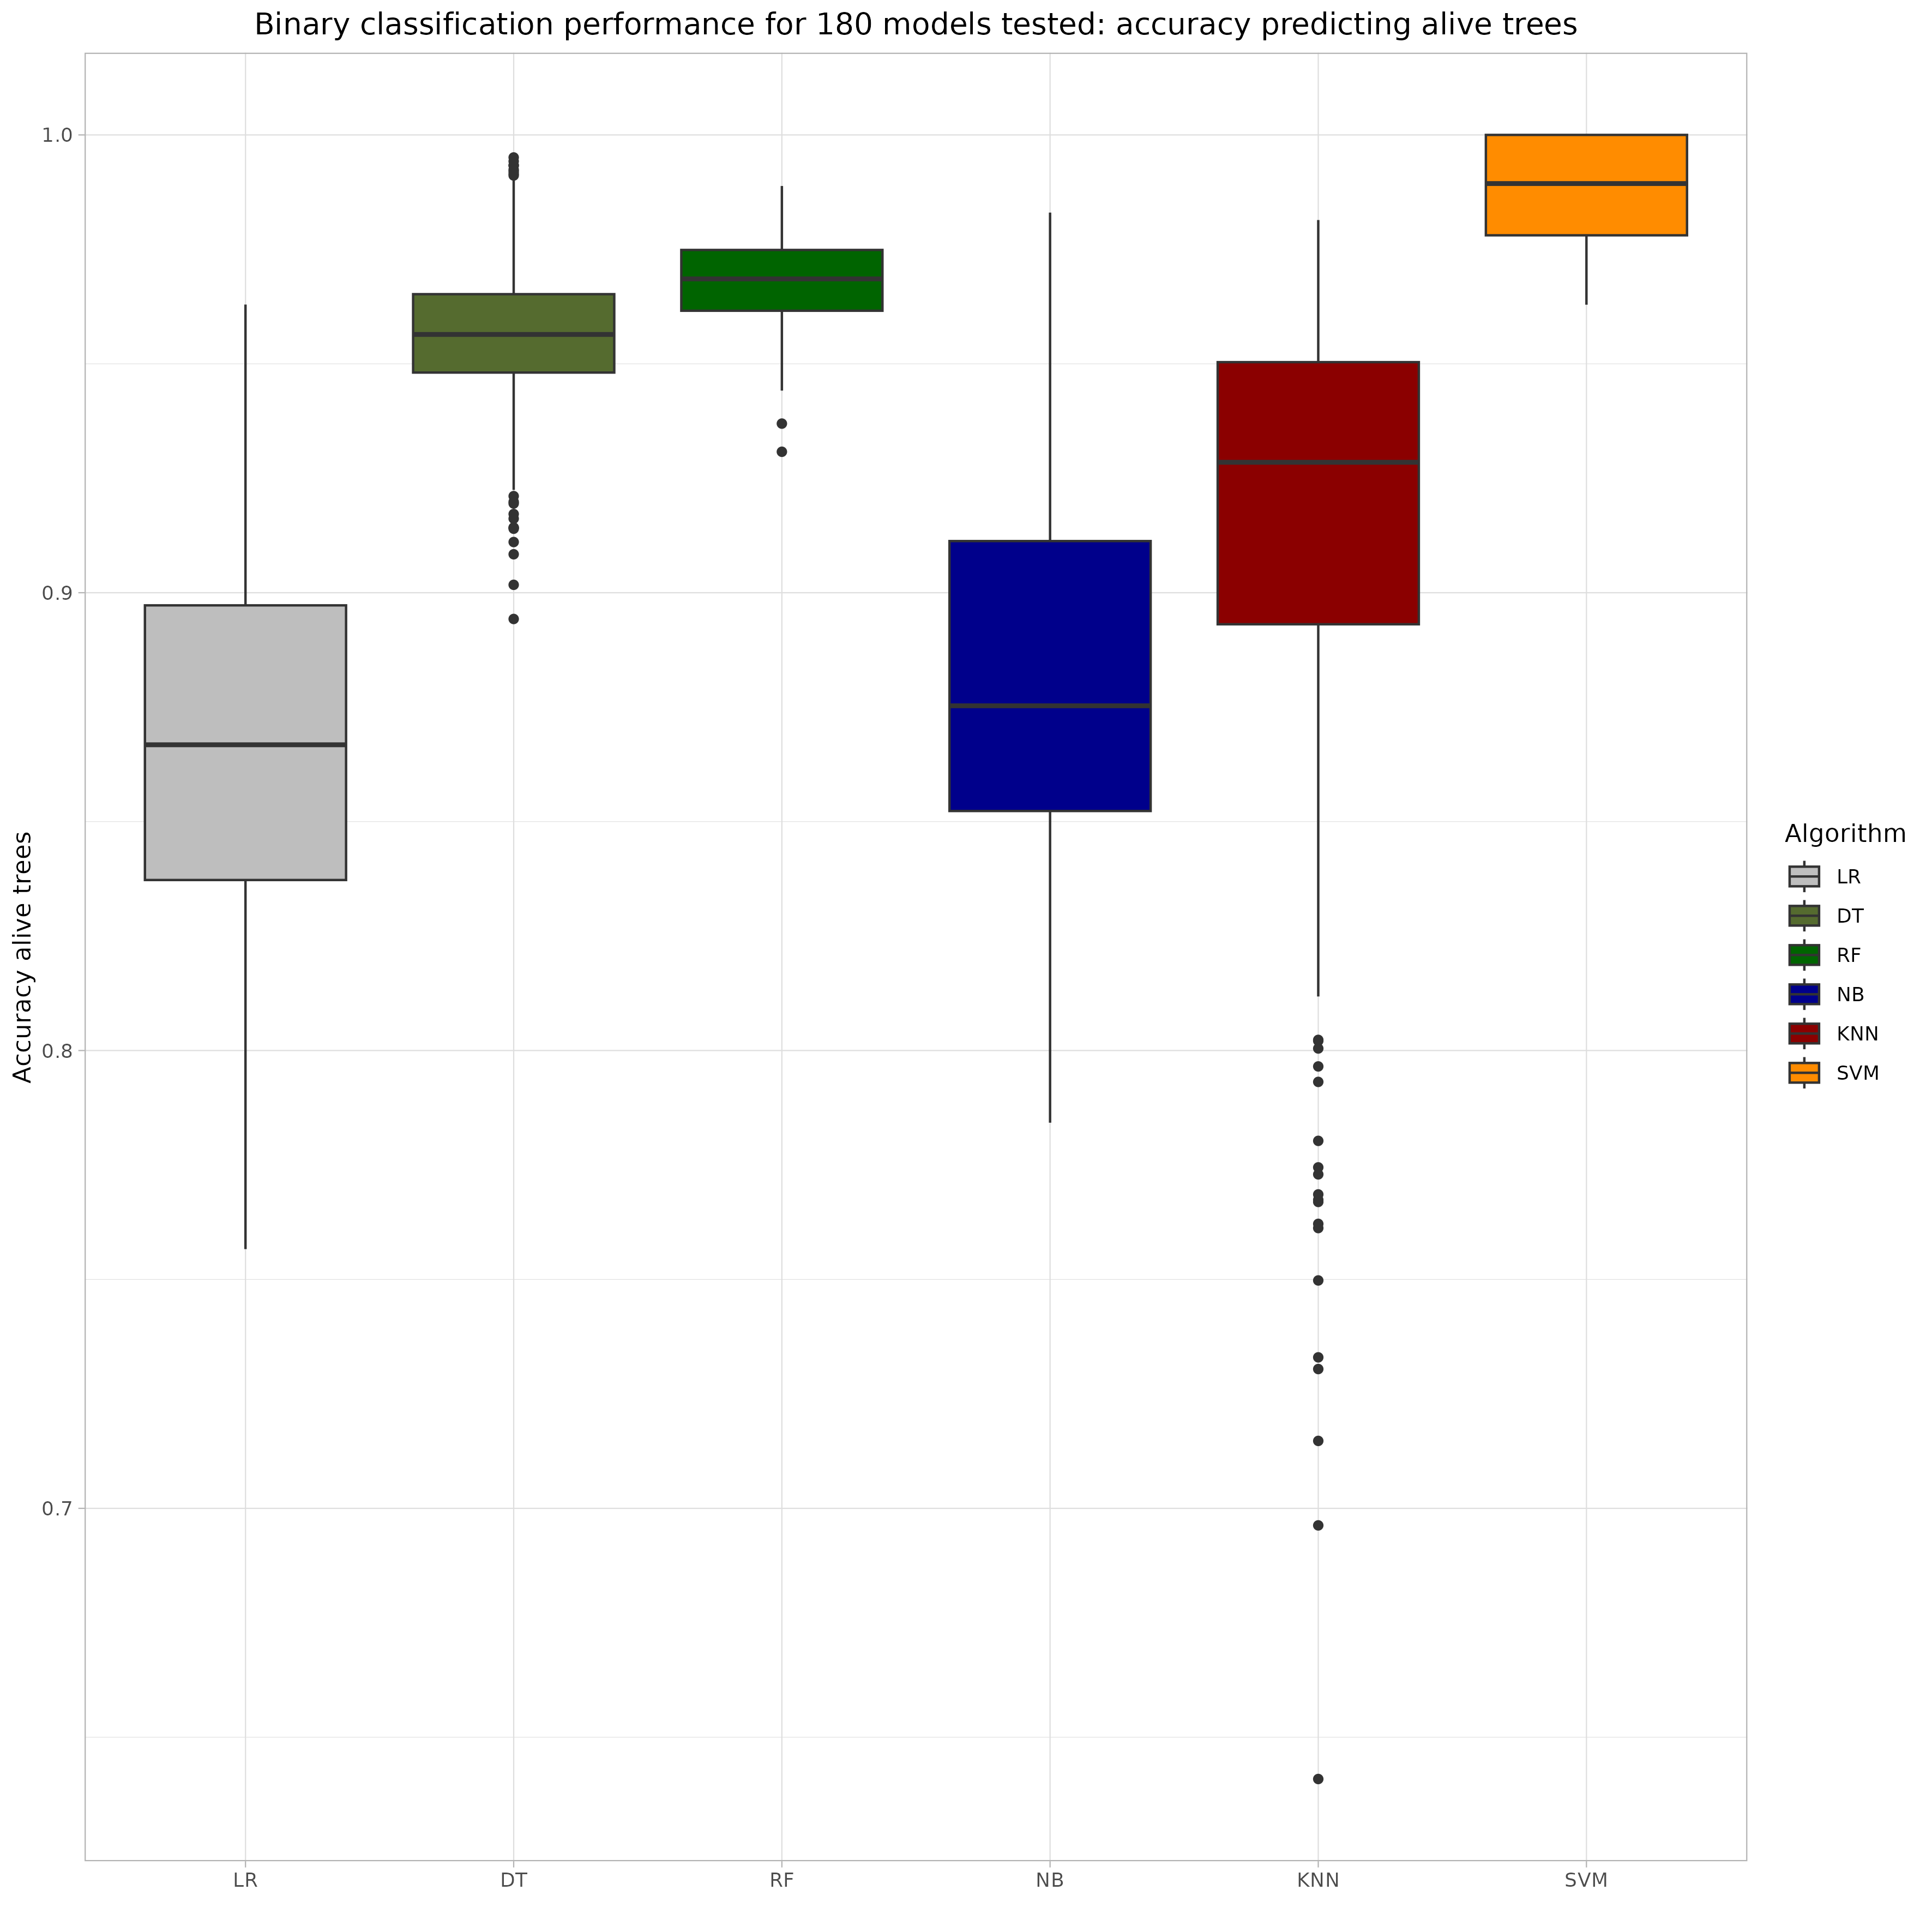 Binary classification performance for 180 models tested: accuracy predicting alive trees
Accuracy alive trees
1.0
0.9
0.8
0.7
LR
DT
RF
NB
KNN
SVM
Algorithm
LR
DT
RF
NB
KNN
SVM